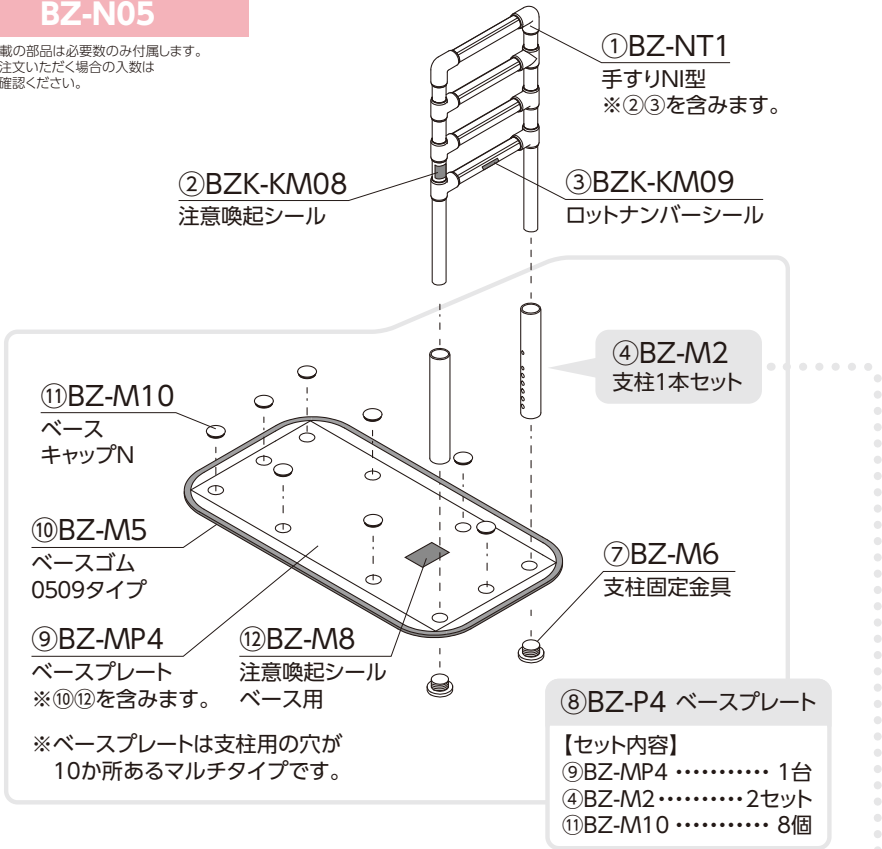 BZ-N05
載の部品は必要数のみ付属します。
注文いただく場合の入数は
確認ください。
①BZ-NT1
手すりNI型
※②③を含みます。
②BZK-KM08
注意喚起シール
③BZK-KM09
ロットナンバーシール
④BZ-M2
支柱1本セット
⑪BZ-M10
ベース
キャップN
⑩BZ-M5
ベースゴム
0509タイプ
⑦BZ-M6
支柱固定金具
⑨BZ-MP4
ベースプレート
※⑩⑫を含みます。
⑫BZ-M8
注意喚起シール
ベース用
※ベースプレートは支柱用の穴が
10か所あるマルチタイプです。
⑧BZ-P4 ベースプレート
【セット内容】
⑨BZ-MP4 ・・・・・・・・・・・ 1台
④BZ-M2・・・・・・・・・・2セット
⑪BZ-M10 ・・・・・・・・・・・ 8個